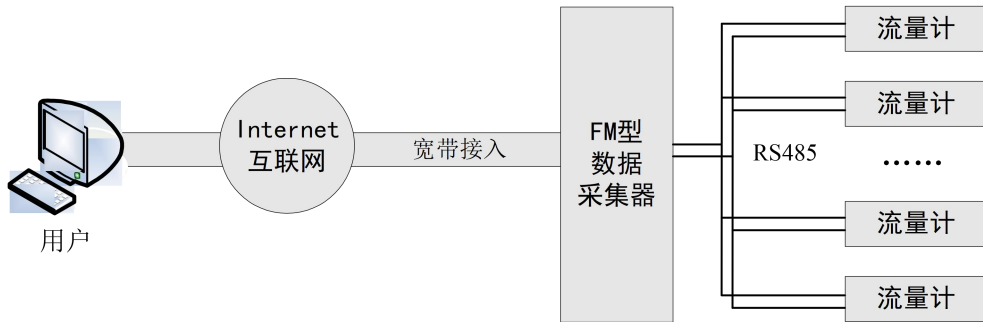 用户
Internet
互联网
宽带接入
FM型
数据
采集器
RS485
流量计
流量计
……
流量计
流量计